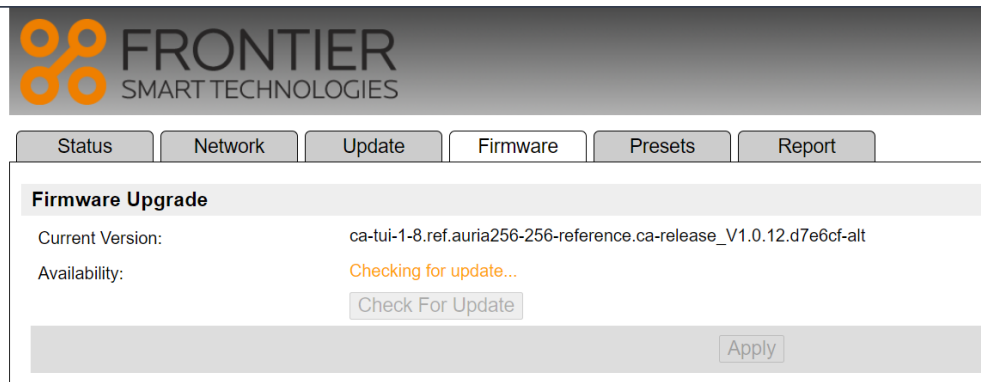 FRONTIER
SMART TECHNOLOGIES
Status Network Update Firmware Presets Report
Firmware Upgrade
Current Version: ca-tui-1-8.ref.auria256-256-reference.ca-release_V1.0.12.d7e6cf-alt
Availability: Checking for update...
Check For Update
Apply